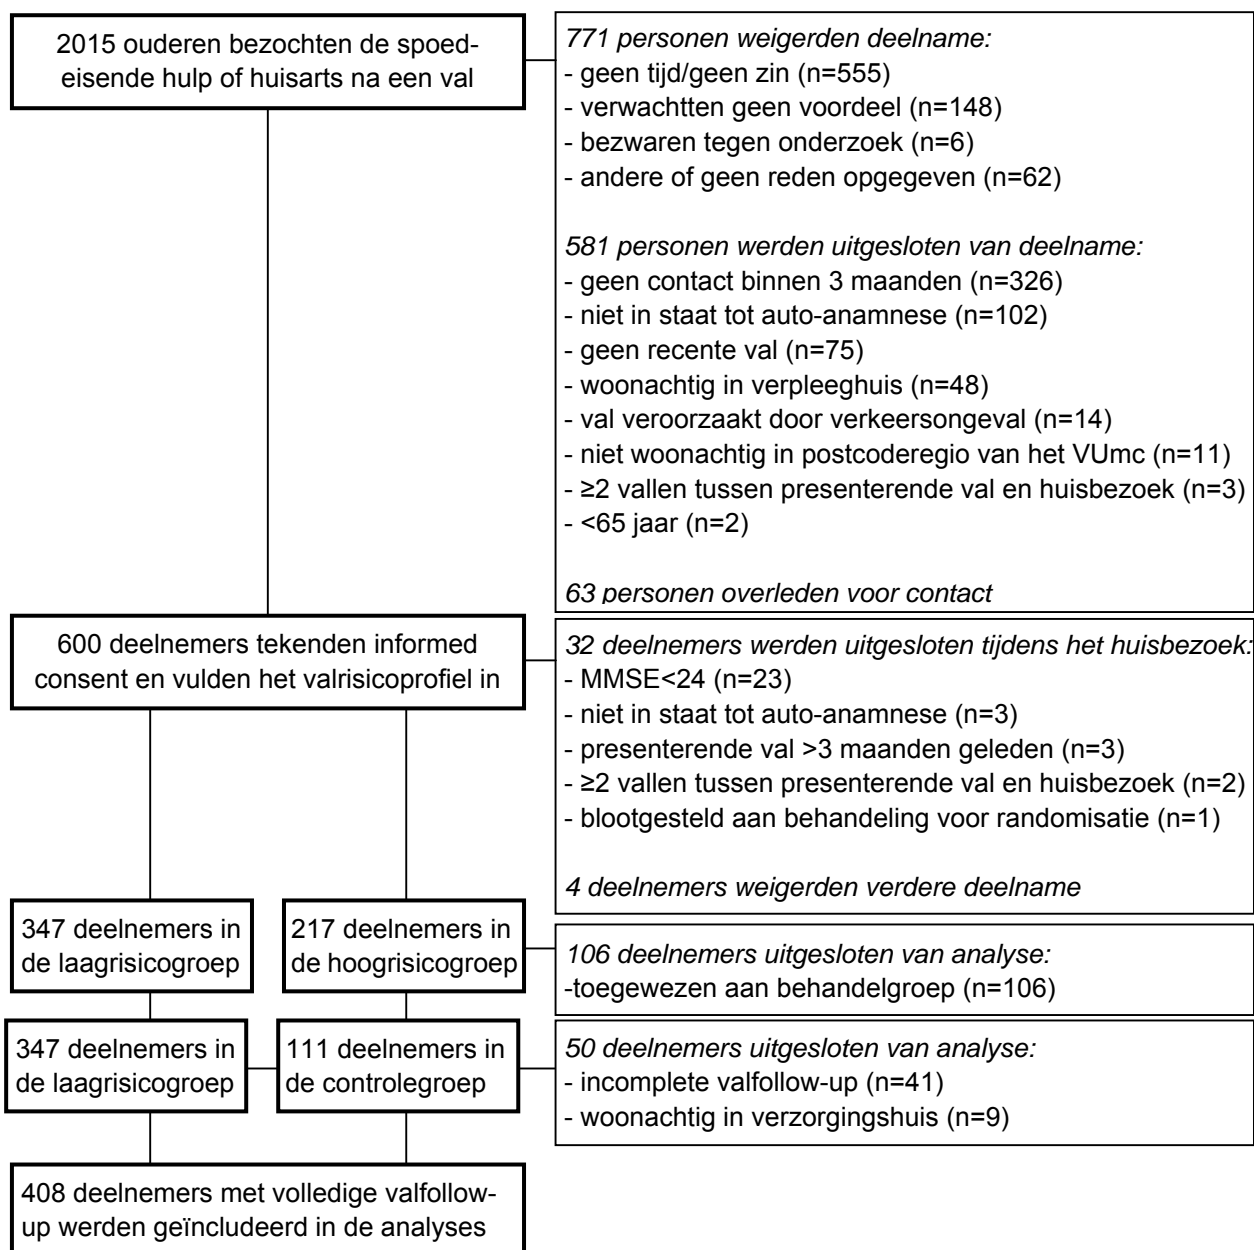 2015 ouderen bezochten de spoed-
eisende hulp of huisarts na een val
771 personen weigerden deelname:
- geen tijd/geen zin (n=555)
- verwachtten geen voordeel (n=148)
- bezwaren tegen onderzoek (n=6)
- andere of geen reden opgegeven (n=62)
581 personen werden uitgesloten van deelname:
- geen contact binnen 3 maanden (n=326)
- niet in staat tot auto-anamnese (n=102)
- geen recente val (n=75)
- woonachtig in verpleeghuis (n=48)
- val veroorzaakt door verkeersongeval (n=14)
- niet woonachtig in postcoderegio van het VUmc (n=11)
- ≥2 vallen tussen presenterende val en huisbezoek (n=3)
- <65 jaar (n=2)
63 personen overleden voor contact
600 deelnemers tekenden informed
consent en vulden het valrisicoprofiel in
32 deelnemers werden uitgesloten tijdens het huisbezoek:
- MMSE<24 (n=23)
- niet in staat tot auto-anamnese (n=3)
- presenterende val >3 maanden geleden (n=3)
- ≥2 vallen tussen presenterende val en huisbezoek (n=2)
- blootgesteld aan behandeling voor randomisatie (n=1)
4 deelnemers weigerden verdere deelname
347 deelnemers in
de laagrisicogroep
217 deelnemers in
de hoogrisicogroep
106 deelnemers uitgesloten van analyse:
-toegewezen aan behandelgroep (n=106)
347 deelnemers in
de laagrisicogroep
111 deelnemers in
de controlegroep
50 deelnemers uitgesloten van analyse:
- incomplete valfollow-up (n=41)
- woonachtig in verzorgingshuis (n=9)
408 deelnemers met volledige valfollow-
up werden geïncludeerd in de analyses